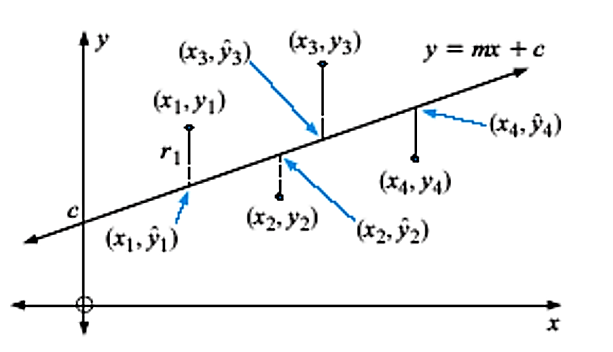 y
(x₃, ŷ₃)
(x₃, y₃)
y = mx + c
(x₁, y₁)
r₁
(x₄, ŷ₄)
(x₄, y₄)
c
(x₂, y₂)
(x₁, ŷ₁)
(x₂, ŷ₂)
x